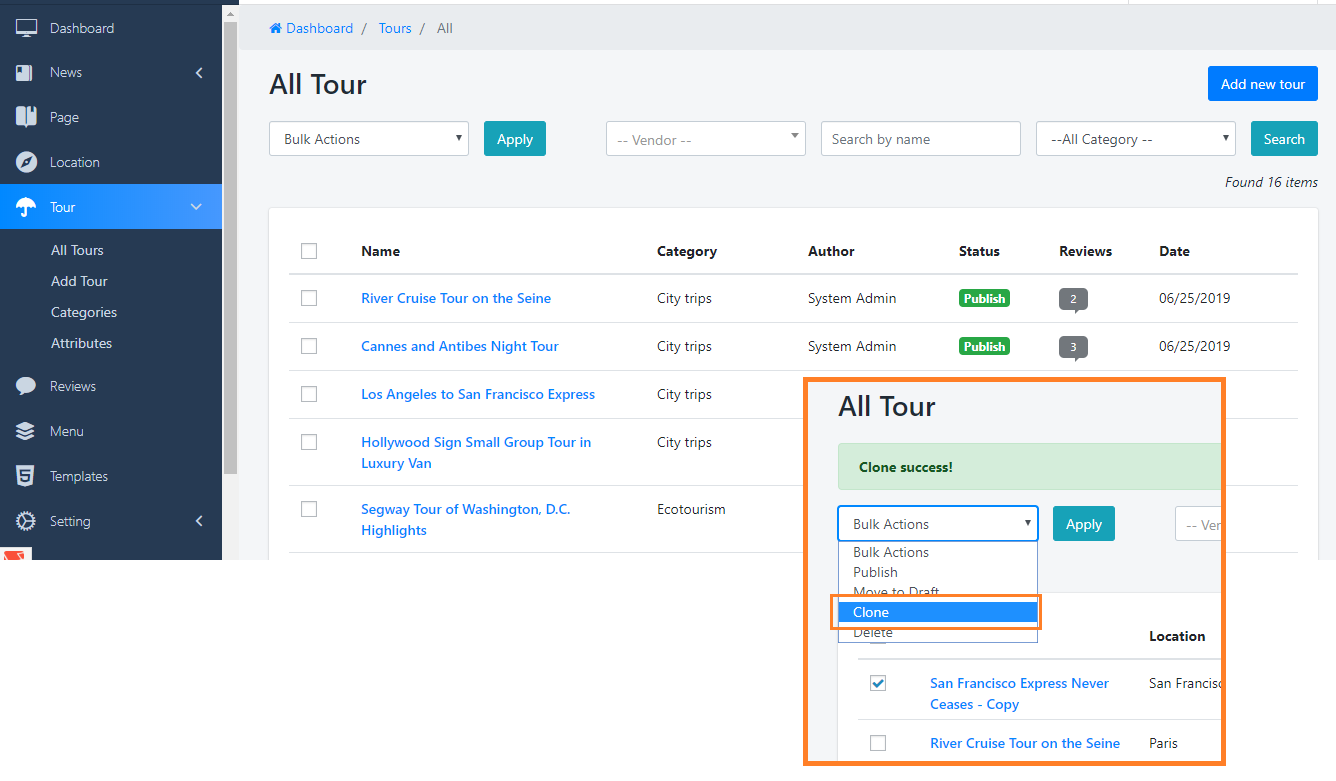 Dashboard
News
Page
Location
Tour
All Tours
Add Tour
Categories
Attributes
Reviews
Menu
Templates
Setting
Dashboard / Tours / All
All Tour
Add new tour
Bulk Actions
Apply
-- Vendor --
Search by name
--All Category --
Search
Found 16 items
Name Category Author Status Reviews Date
River Cruise Tour on the Seine City trips System Admin Publish 2 06/25/2019
Cannes and Antibes Night Tour City trips System Admin Publish 3 06/25/2019
Los Angeles to San Francisco Express City trips
Hollywood Sign Small Group Tour in
Luxury Van
City trips
Segway Tour of Washington, D.C.
Highlights
Ecotourism
All Tour
Clone success!
Bulk Actions
Apply
-- Ver
Bulk Actions
Publish
Move to Draft
Clone
Delete
Location
San Francisco Express Never
Ceases - Copy
San Francisc
River Cruise Tour on the Seine Paris